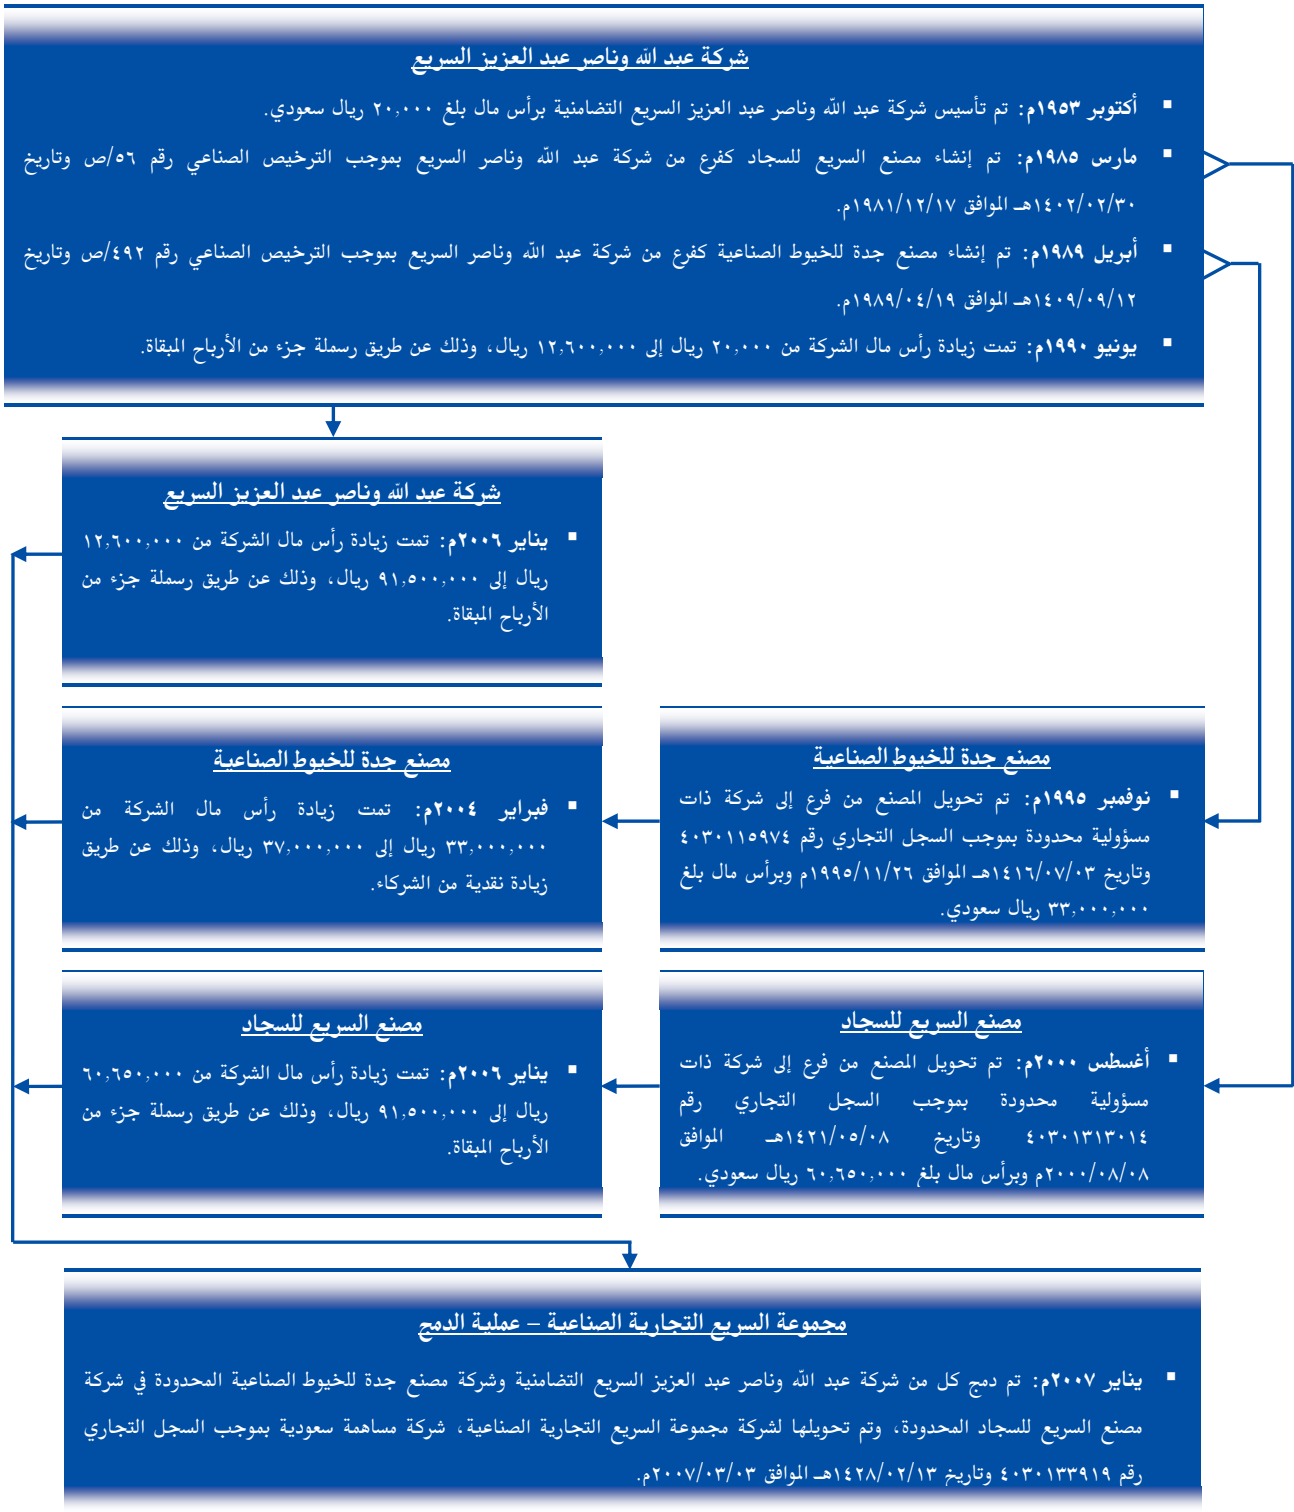 شركة عبد الله وناصر عبد العزيز السريع
▪ أكتوبر ١٩٥٣م: تم تأسيس شركة عبد الله وناصر عبد العزيز السريع التضامنية برأس مال بلغ ٢٠,٠٠٠ ريال سعودي.
▪ مارس ١٩٨٥م: تم إنشاء مصنع السريع للسجاد كفرع من شركة عبد الله وناصر السريع بموجب الترخيص الصناعي رقم ٥٦/ص وتاريخ
١٤٠٢/٠٢/٣٠هـ الموافق ١٩٨١/١٢/١٧م.
▪ أبريل ١٩٨٩م: تم إنشاء مصنع جدة للخيوط الصناعية كفرع من شركة عبد الله وناصر السريع بموجب الترخيص الصناعي رقم ٤٩٢/ص وتاريخ
١٤٠٩/٠٩/١٢هـ الموافق ١٩٨٩/٠٤/١٩م.
▪ يونيو ١٩٩٠م: تمت زيادة رأس مال الشركة من ٢٠,٠٠٠ ريال إلى ١٢,٦٠٠,٠٠٠ ريال، وذلك عن طريق رسملة جزء من الأرباح المبقاة.
شركة عبد الله وناصر عبد العزيز السريع
▪ يناير ٢٠٠٦م: تمت زيادة رأس مال الشركة من ١٢,٦٠٠,٠٠٠
ريال إلى ٩١,٥٠٠,٠٠٠ ريال، وذلك عن طريق رسملة جزء من
الأرباح المبقاة.
مصنع جدة للخيوط الصناعية
▪ نوفمبر ١٩٩٥م: تم تحويل المصنع من فرع إلى شركة ذات
مسؤولية محدودة بموجب السجل التجاري رقم ٤٠٣٠١١٥٩٧٤
وتاريخ ١٤١٦/٠٧/٠٣هـ الموافق ١٩٩٥/١١/٢٦م وبرأس مال بلغ
٣٣,٠٠٠,٠٠٠ ريال سعودي.
مصنع جدة للخيوط الصناعية
▪ فبراير ٢٠٠٤م: تمت زيادة رأس مال الشركة من
٣٣,٠٠٠,٠٠٠ ريال إلى ٣٧,٠٠٠,٠٠٠ ريال، وذلك عن طريق
زيادة نقدية من الشركاء.
مصنع السريع للسجاد
▪ أغسطس ٢٠٠٠م: تم تحويل المصنع من فرع إلى شركة ذات
مسؤولية محدودة بموجب السجل التجاري رقم
٤٠٣٠١٣١٣٠١٤ وتاريخ ١٤٢١/٠٥/٠٨هـ الموافق
٢٠٠٠/٠٨/٠٨م وبرأس مال بلغ ٦٠,٦٥٠,٠٠٠ ريال سعودي.
مصنع السريع للسجاد
▪ يناير ٢٠٠٦م: تمت زيادة رأس مال الشركة من ٦٠,٦٥٠,٠٠٠
ريال إلى ٩١,٥٠٠,٠٠٠ ريال، وذلك عن طريق رسملة جزء من
الأرباح المبقاة.
مجموعة السريع التجارية الصناعية – عملية الدمج
▪ يناير ٢٠٠٧م: تم دمج كل من شركة عبد الله وناصر عبد العزيز السريع التضامنية وشركة مصنع جدة للخيوط الصناعية المحدودة في شركة
مصنع السريع للسجاد المحدودة، وتم تحويلها لشركة مجموعة السريع التجارية الصناعية، شركة مساهمة سعودية بموجب السجل التجاري
رقم ٤٠٣٠١٣٣٩١٩ وتاريخ ١٤٢٨/٠٢/١٣هـ الموافق ٢٠٠٧/٠٣/٠٣م.